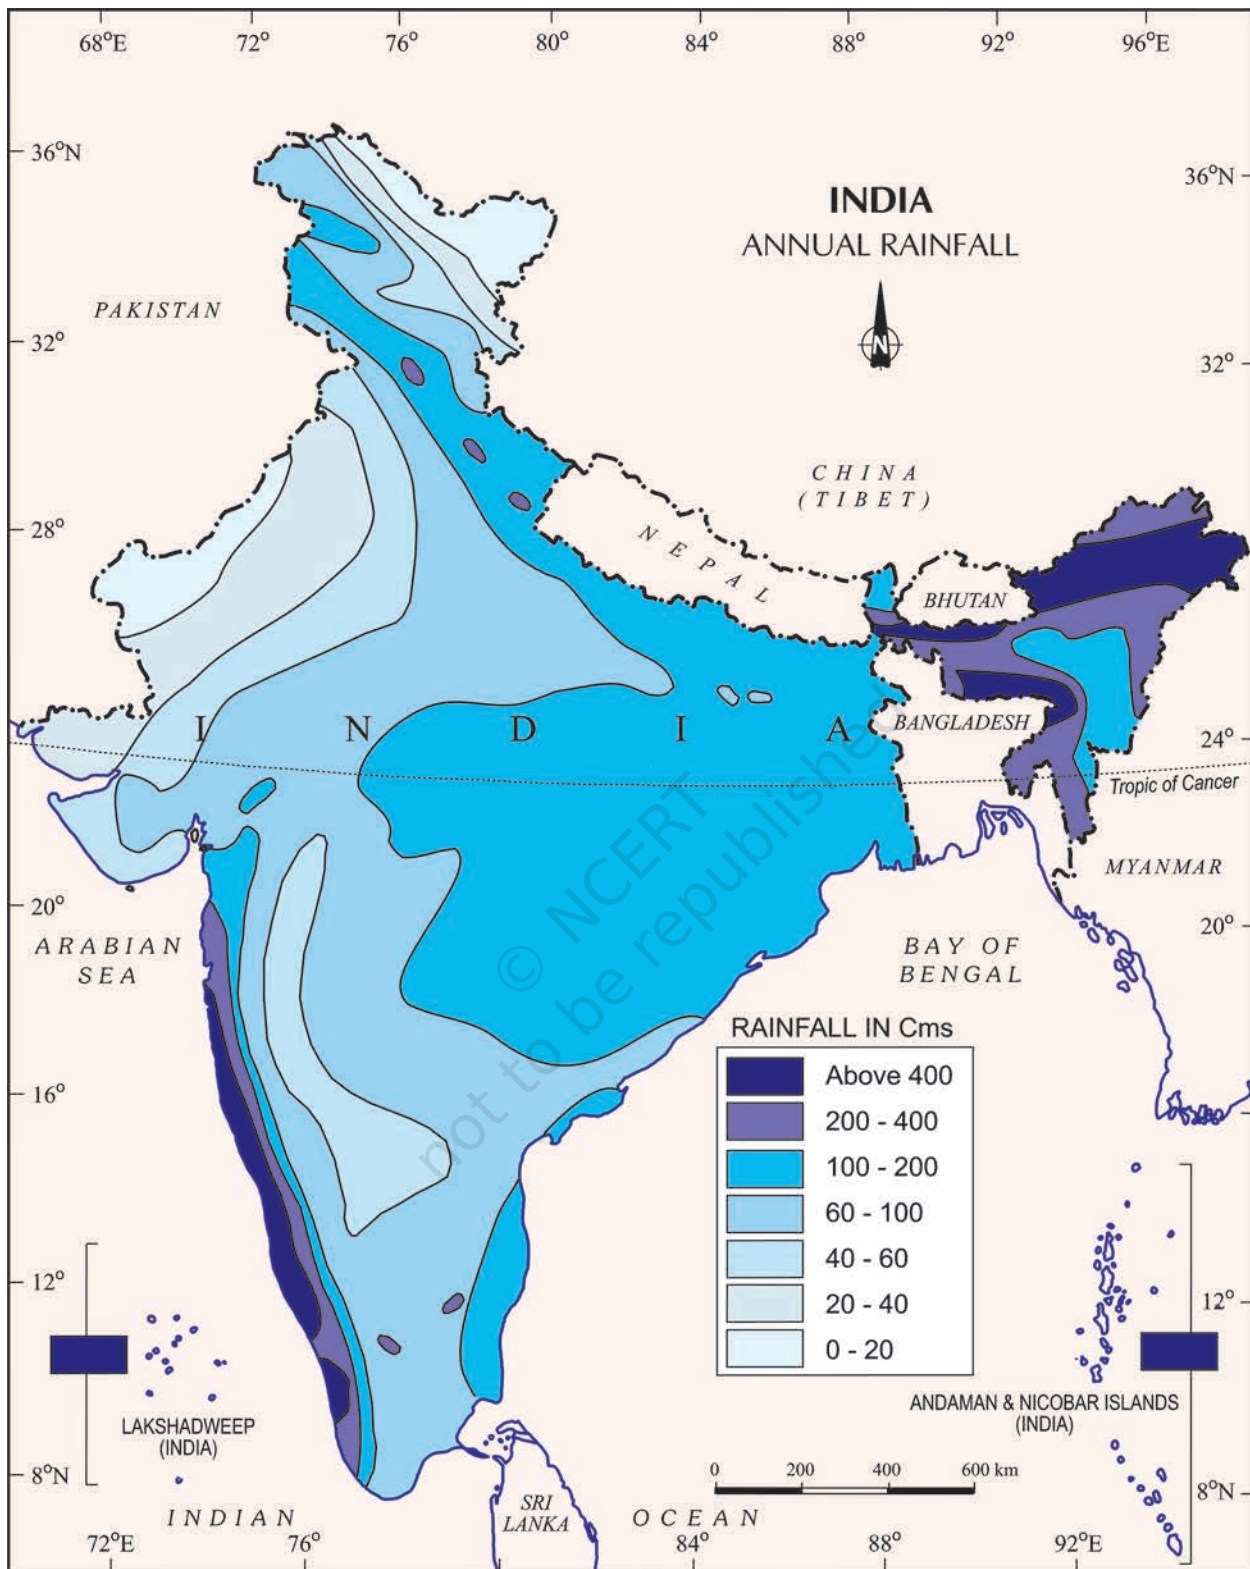 68°E 72° 76° 80° 84° 88° 92° 96°E
36°N
36°N
INDIA
ANNUAL RAINFALL
N
PAKISTAN
32°
32°
CHINA
(TIBET)
28°
28°
NEPAL
BHUTAN
INDIA
BANGLADESH
24°
24°
Tropic of Cancer
MYANMAR
© NCERT
not to be republished
20°
20°
ARABIAN
SEA
BAY OF
BENGAL
RAINFALL IN Cms
Above 400
200 - 400
100 - 200
60 - 100
40 - 60
20 - 40
0 - 20
16°
12°
12°
LAKSHADWEEP
(INDIA)
ANDAMAN & NICOBAR ISLANDS
(INDIA)
8°N
8°N
0 200 400 600 km
SRI
LANKA
INDIAN OCEAN
72°E 76° 84° 88° 92°E